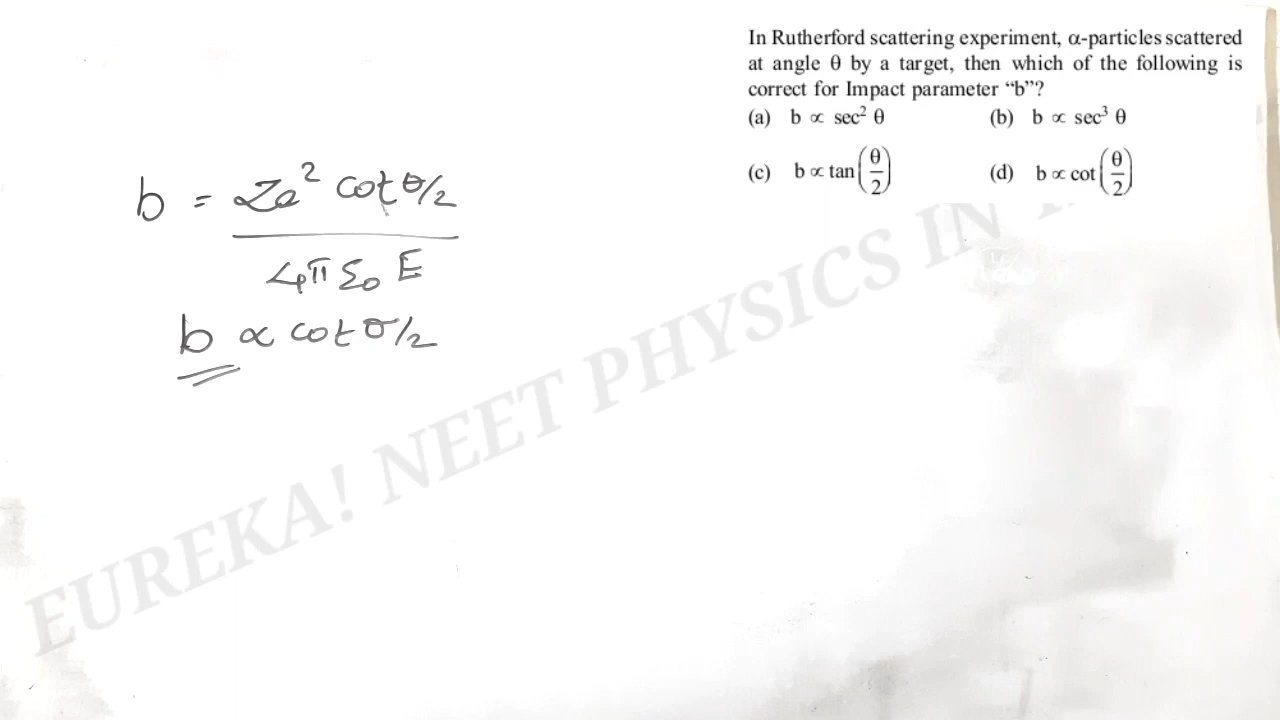 In Rutherford scattering experiment, α-particles scattered
at angle θ by a target, then which of the following is
correct for Impact parameter “b”?
(a) b ∝ sec² θ (b) b ∝ sec³ θ
(c) b ∝ tan(θ/2) (d) b ∝ cot(θ/2)
b = Ze² cot θ/2
4π ε₀ E
b ∝ cot θ/2
EUREKA! NEET PHYSICS IN